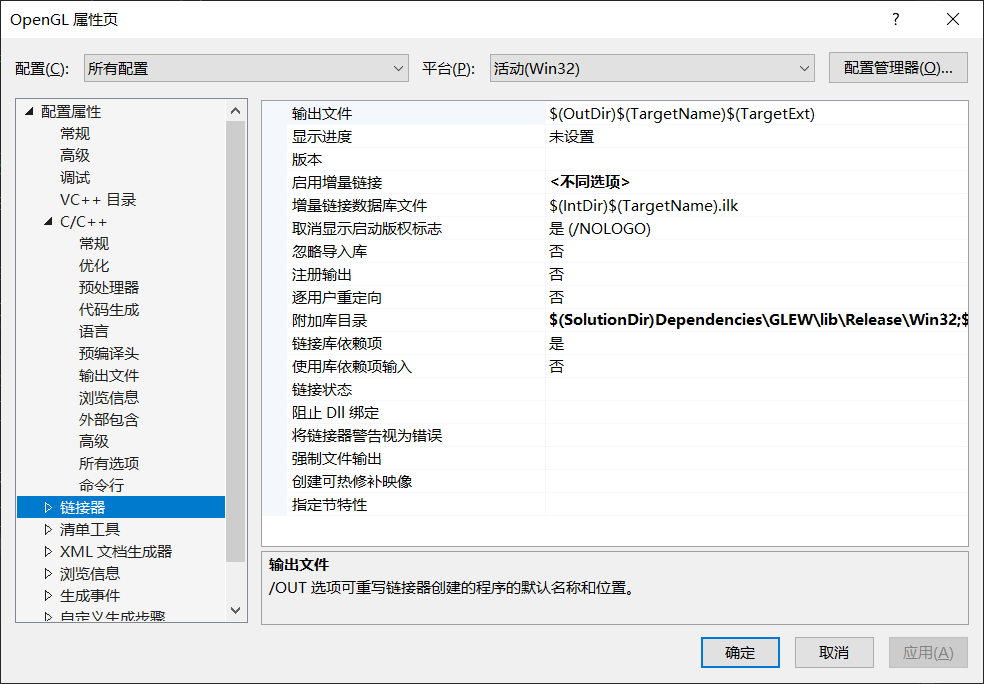 OpenGL 属性页
?
配置(C): 所有配置 平台(P): 活动(Win32) 配置管理器(O)...
配置属性
常规
高级
调试
VC++ 目录
C/C++
常规
优化
预处理器
代码生成
语言
预编译头
输出文件
浏览信息
外部包含
高级
所有选项
命令行
链接器
清单工具
XML 文档生成器
浏览信息
生成事件
自定义生成步骤
输出文件 $(OutDir)$(TargetName)$(TargetExt)
显示进度 未设置
版本
启用增量链接 <不同选项>
增量链接数据库文件 $(IntDir)$(TargetName).ilk
取消显示启动版权标志 是 (/NOLOGO)
忽略导入库 否
注册输出 否
逐用户重定向 否
附加库目录 $(SolutionDir)Dependencies\GLEW\lib\Release\Win32;$
链接库依赖项 是
使用库依赖项输入 否
链接状态
阻止 Dll 绑定
将链接器警告视为错误
强制文件输出
创建可热修补映像
指定节特性
输出文件
/OUT 选项可重写链接器创建的程序的默认名称和位置。
确定 取消 应用(A)